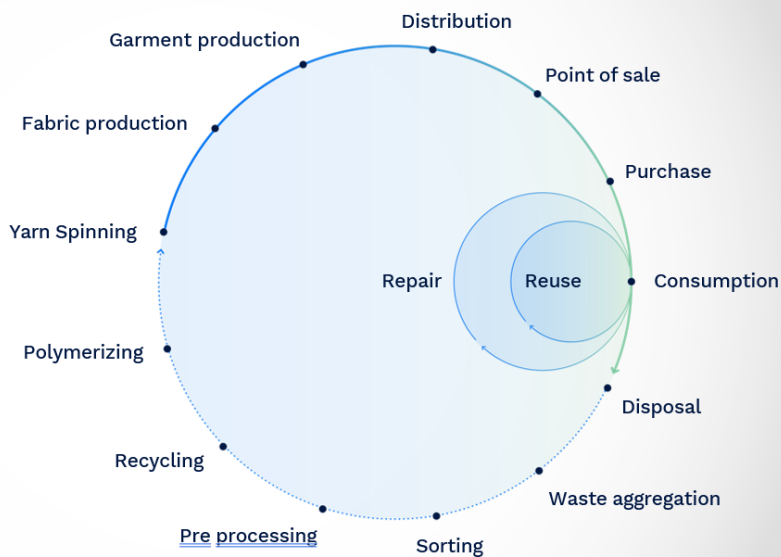 Distribution
Garment production
Point of sale
Fabric production
Purchase
Yarn Spinning
Repair
Reuse
Consumption
Polymerizing
Disposal
Recycling
Waste aggregation
Pre processing
Sorting